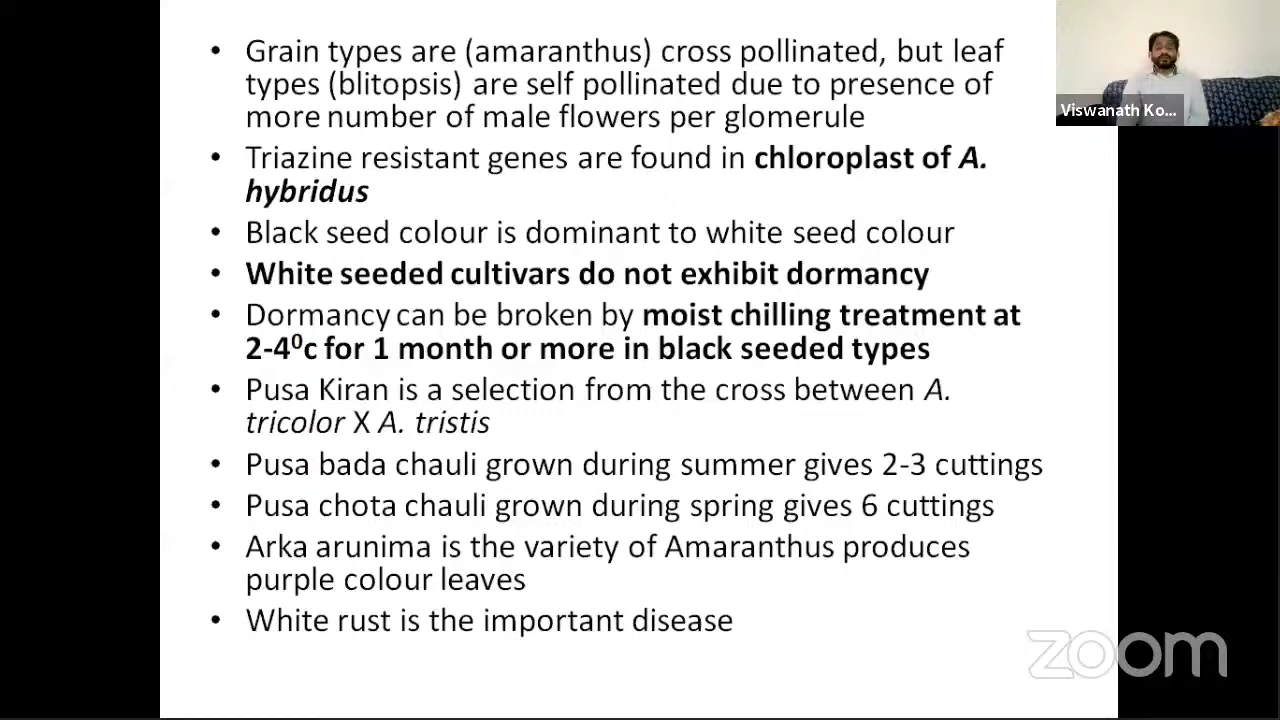 • Grain types are (amaranthus) cross pollinated, but leaf
types (blitopsis) are self pollinated due to presence of
more number of male flowers per glomerule
• Triazine resistant genes are found in chloroplast of A.
hybridus
• Black seed colour is dominant to white seed colour
• White seeded cultivars do not exhibit dormancy
• Dormancy can be broken by moist chilling treatment at
2-4⁰c for 1 month or more in black seeded types
• Pusa Kiran is a selection from the cross between A.
tricolor X A. tristis
• Pusa bada chauli grown during summer gives 2-3 cuttings
• Pusa chota chauli grown during spring gives 6 cuttings
• Arka arunima is the variety of Amaranthus produces
purple colour leaves
• White rust is the important disease
Viswanath Ko...
zoom